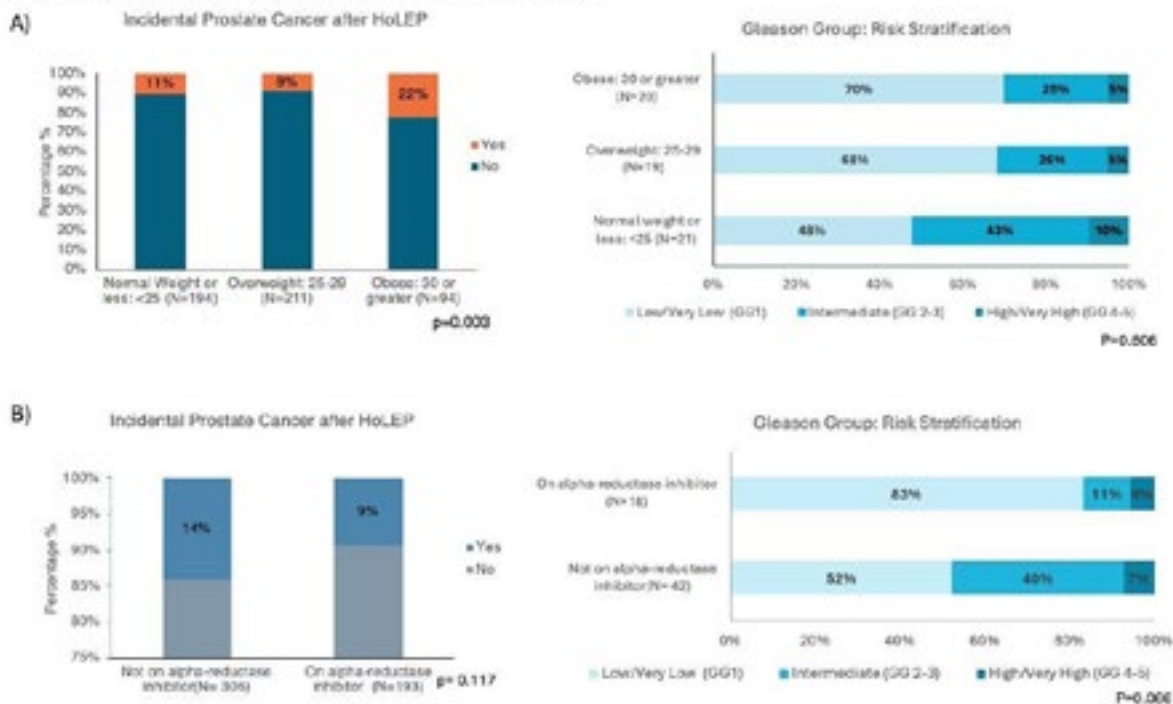 A)
Incidental Prostate Cancer after HoLEP
100%
90%
80%
70%
60%
50%
40%
30%
20%
10%
0%
Percentage %
11%
9%
22%
Yes
No
Normal Weight or less: <25 (N=194)
Overweight: 25-29 (N=211)
Obese: 30 or greater (N=94)
p=0.003
Gleason Group: Risk Stratification
Obese: 30 or greater (N=20)
70%
25%
5%
Overweight: 25-29 (N=19)
68%
26%
5%
Normal weight or less: <25 (N=21)
48%
43%
10%
0%
20%
40%
60%
80%
100%
Low/Very Low (GG1)
Intermediate (GG 2-3)
High/Very High (GG 4-5)
B)
Incidental Prostate Cancer after HoLEP
100%
95%
90%
85%
80%
75%
Percentage %
14%
9%
Yes
No
Not on alpha-reductase inhibitor(N= 306)
On alpha-reductase inhibitor (N=193)
p= 0.117
Gleason Group: Risk Stratification
On alpha-reductase inhibitor
83%
11%
Not on alpha-reductase inhibitor(N= 42)
52%
40%
7%
0%
20%
40%
60%
80%
100%
Low/Very Low (GG1)
Intermediate (GG 2-3)
High/Very High (GG 4-5)